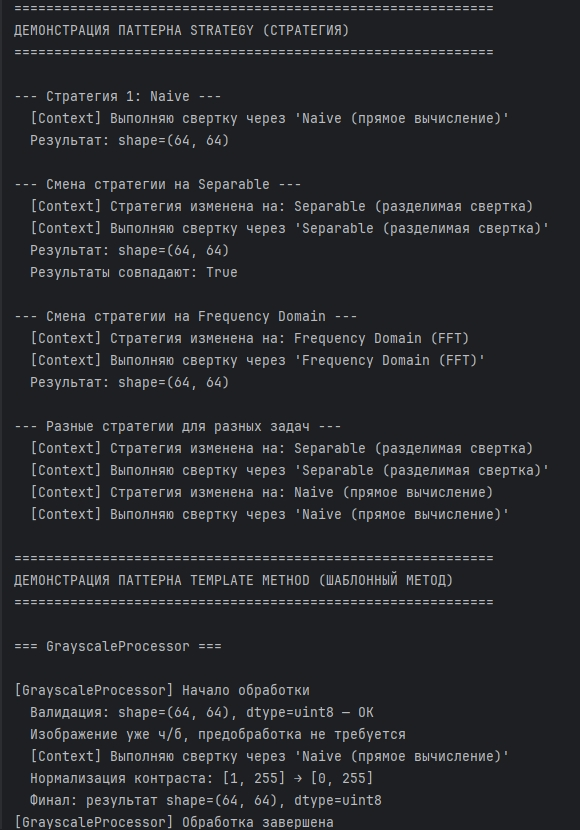 ============================================================
ДЕМОНСТРАЦИЯ ПАТТЕРНА STRATEGY (СТРАТЕГИЯ)
============================================================
--- Стратегия 1: Naive ---
[Context] Выполняю свертку через 'Naive (прямое вычисление)'
Результат: shape=(64, 64)
--- Смена стратегии на Separable ---
[Context] Стратегия изменена на: Separable (разделимая свертка)
[Context] Выполняю свертку через 'Separable (разделимая свертка)'
Результат: shape=(64, 64)
Результаты совпадают: True
--- Смена стратегии на Frequency Domain ---
[Context] Стратегия изменена на: Frequency Domain (FFT)
[Context] Выполняю свертку через 'Frequency Domain (FFT)'
Результат: shape=(64, 64)
--- Разные стратегии для разных задач ---
[Context] Стратегия изменена на: Separable (разделимая свертка)
[Context] Выполняю свертку через 'Separable (разделимая свертка)'
[Context] Стратегия изменена на: Naive (прямое вычисление)
[Context] Выполняю свертку через 'Naive (прямое вычисление)'
============================================================
ДЕМОНСТРАЦИЯ ПАТТЕРНА TEMPLATE METHOD (ШАБЛОННЫЙ МЕТОД)
============================================================
=== GrayscaleProcessor ===
[GrayscaleProcessor] Начало обработки
Валидация: shape=(64, 64), dtype=uint8 — OK
Изображение уже ч/б, предобработка не требуется
[Context] Выполняю свертку через 'Naive (прямое вычисление)'
Нормализация контраста: [1, 255] → [0, 255]
Финал: результат shape=(64, 64), dtype=uint8
[GrayscaleProcessor] Обработка завершена